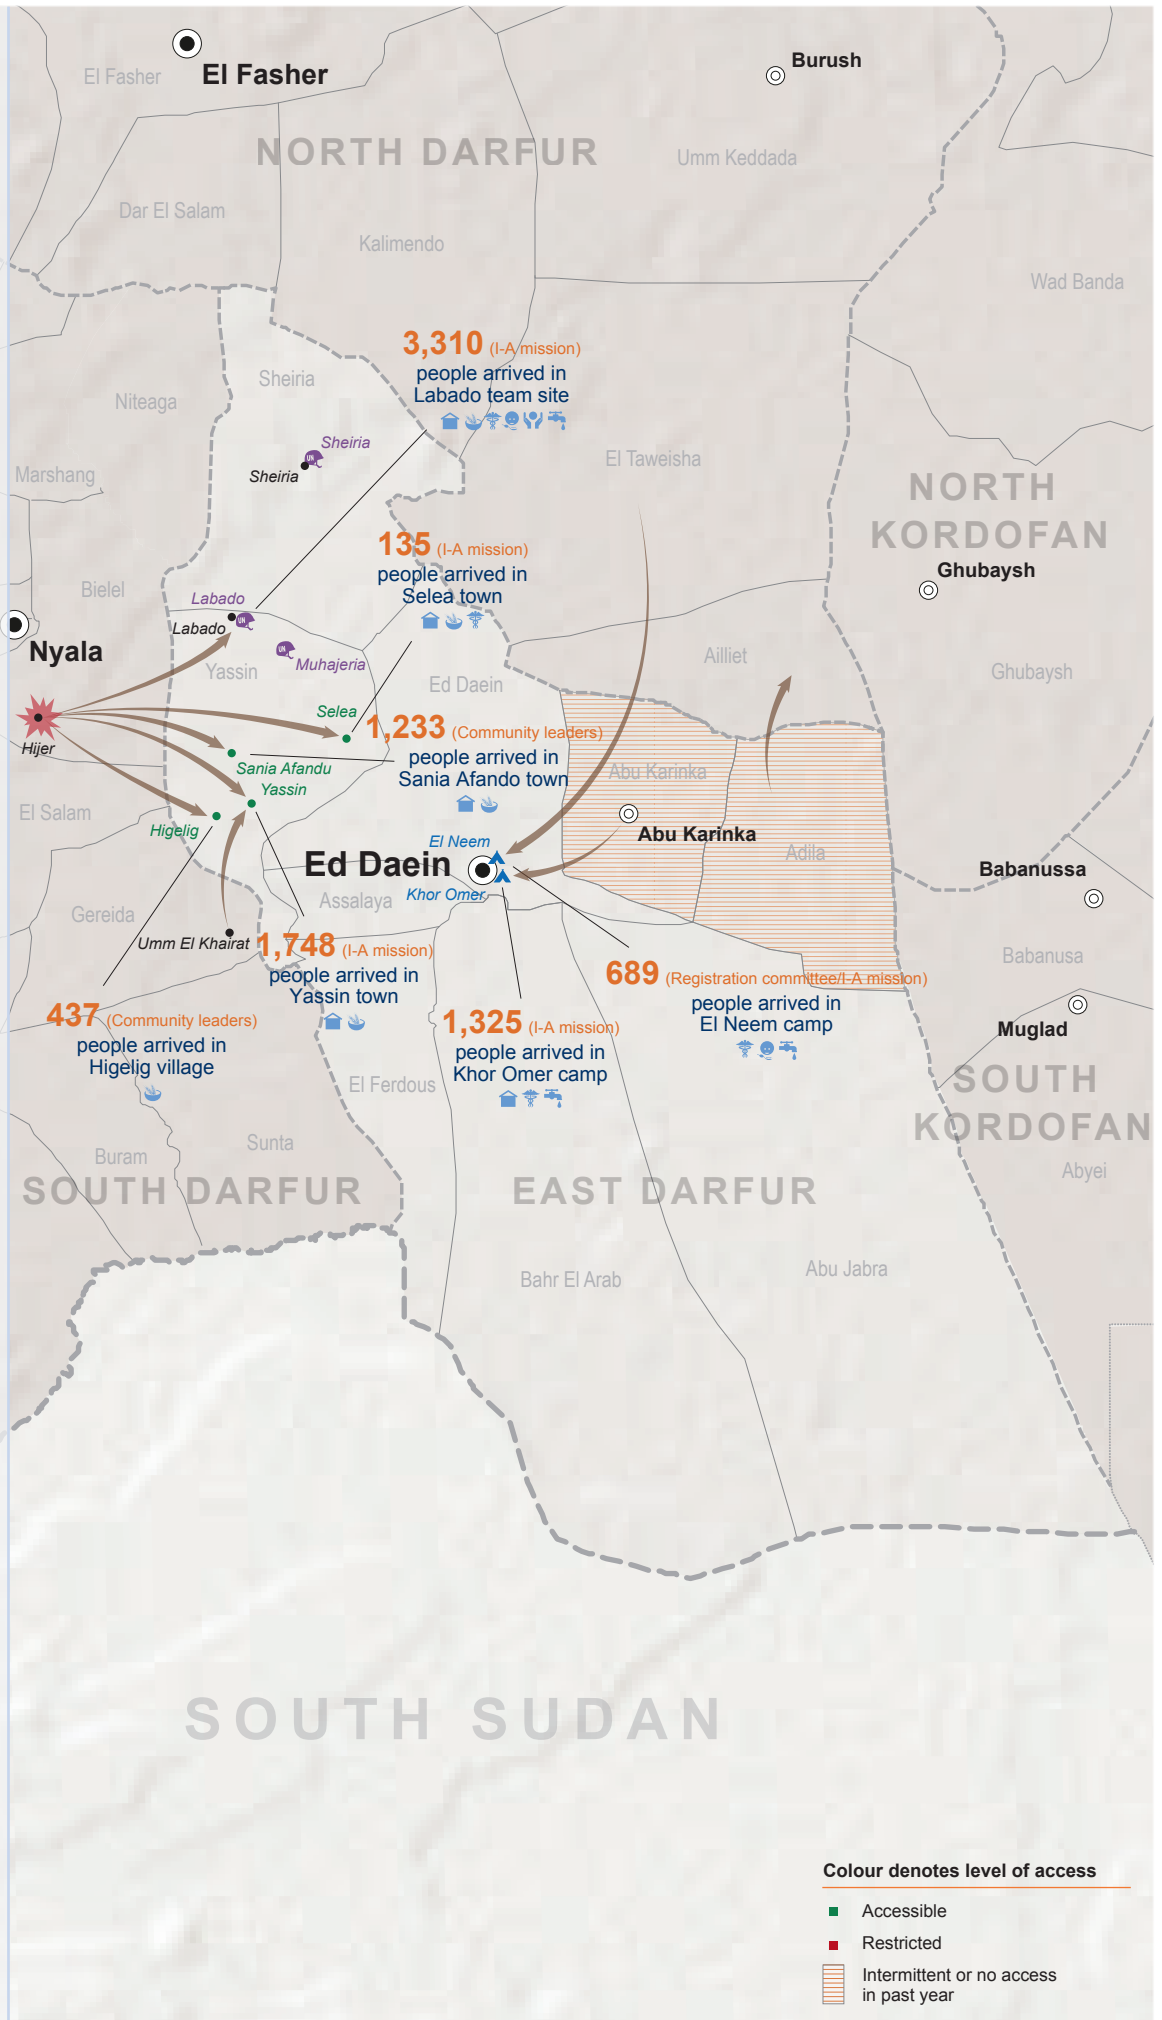 El Fasher
El Fasher
Burush
NORTH DARFUR
Umm Keddada
Dar El Salam
Kalimendo
Wad Banda
3,310 (I-A mission)
people arrived in
Labado team site
Sheiria
Niteaga
Sheiria
UN
Sheiria
Marshang
El Taweisha
NORTH
KORDOFAN
135 (I-A mission)
people arrived in
Selea town
Ghubaysh
Bielel
Labado
UN
Labado
Nyala
UN
Muhajeria
Yassin
Ed Daein
Ailliet
Ghubaysh
Selea
Hijer
1,233 (Community leaders)
people arrived in
Sania Afando town
Sania Afandu
Yassin
Abu Karinka
El Salam
Higelig
Abu Karinka
El Neem
Adila
Ed Daein
Khor Omer
Babanussa
Assalaya
Gereida
Umm El Khairat
1,748 (I-A mission)
people arrived in
Yassin town
Babanusa
689 (Registration committee/I-A mission)
people arrived in
El Neem camp
437 (Community leaders)
people arrived in
Higelig village
1,325 (I-A mission)
people arrived in
Khor Omer camp
Muglad
El Ferdous
SOUTH
KORDOFAN
Sunta
Buram
Abyei
SOUTH DARFUR
EAST DARFUR
Bahr El Arab
Abu Jabra
SOUTH SUDAN
Colour denotes level of access
Accessible
Restricted
Intermittent or no access
in past year